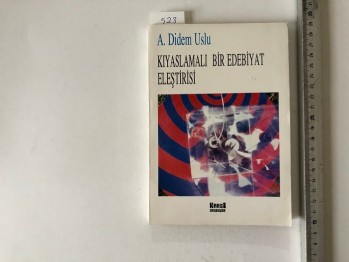 523
A. Didem Uslu
KIYASLAMALI BİR EDEBİYAT
ELEŞTİRİSİ